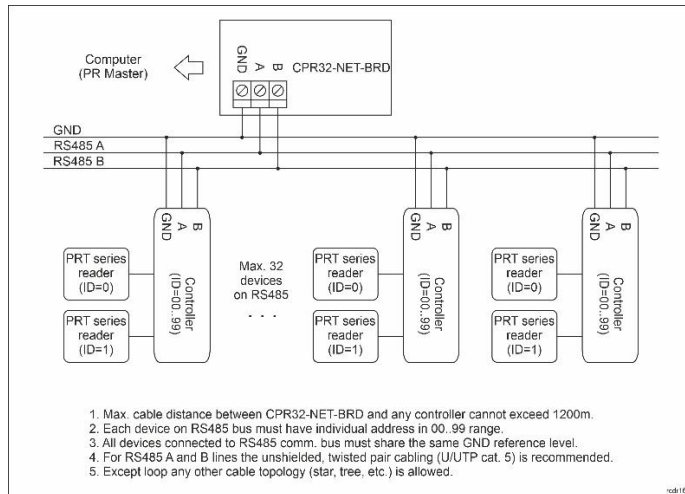 Computer
(PR Master)
GND
A
B
CPR32-NET-BRD
GND
RS485 A
RS485 B
GND
A
B
Controller
(ID=00..99)
PRT series
reader
(ID=0)
PRT series
reader
(ID=1)
Max. 32
devices
on RS485
. . .
GND
A
B
Controller
(ID=00..99)
PRT series
reader
(ID=0)
PRT series
reader
(ID=1)
GND
A
B
Controller
(ID=00..99)
PRT series
reader
(ID=0)
PRT series
reader
(ID=1)
1. Max. cable distance between CPR32-NET-BRD and any controller cannot exceed 1200m.
2. Each device on RS485 bus must have individual address in 00..99 range.
3. All devices connected to RS485 comm. bus must share the same GND reference level.
4. For RS485 A and B lines the unshielded, twisted pair cabling (U/UTP cat. 5) is recommended.
5. Except loop any other cable topology (star, tree, etc.) is allowed.